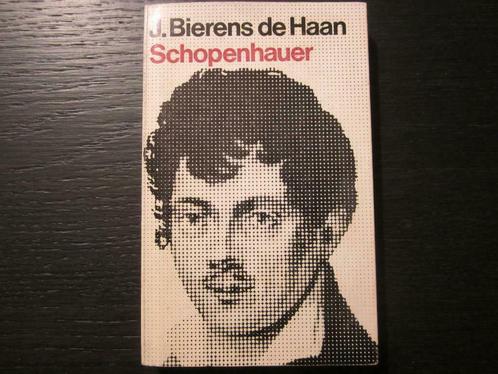 J. Bierens de Haan
Schopenhauer